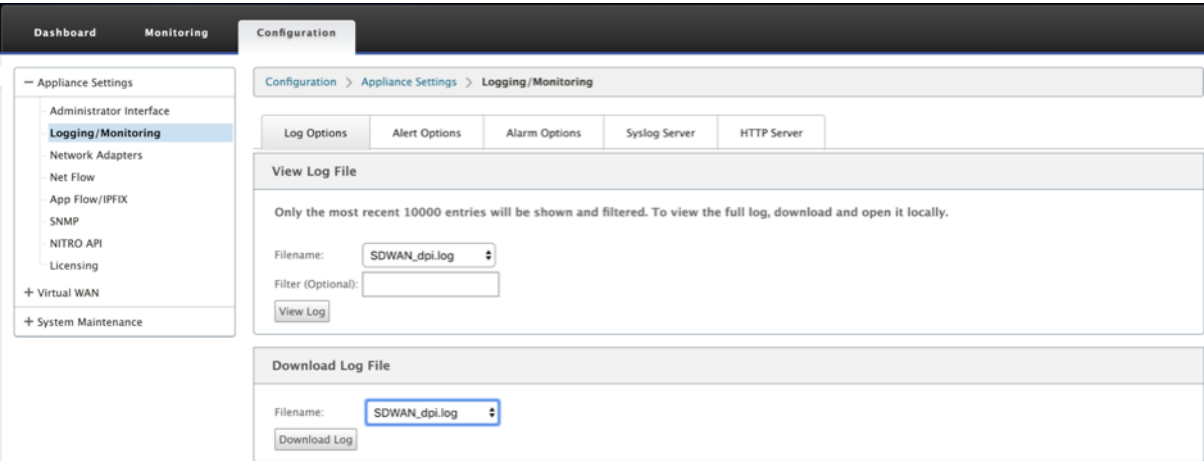 Dashboard Monitoring Configuration
— Appliance Settings
Administrator Interface
Logging/Monitoring
Network Adapters
Net Flow
App Flow/IPFIX
SNMP
NITRO API
Licensing
+ Virtual WAN
+ System Maintenance
Configuration > Appliance Settings > Logging/Monitoring
Log Options Alert Options Alarm Options Syslog Server HTTP Server
View Log File
Only the most recent 10000 entries will be shown and filtered. To view the full log, download and open it locally.
Filename: SDWAN_dpi.log
Filter (Optional):
View Log
Download Log File
Filename: SDWAN_dpi.log
Download Log